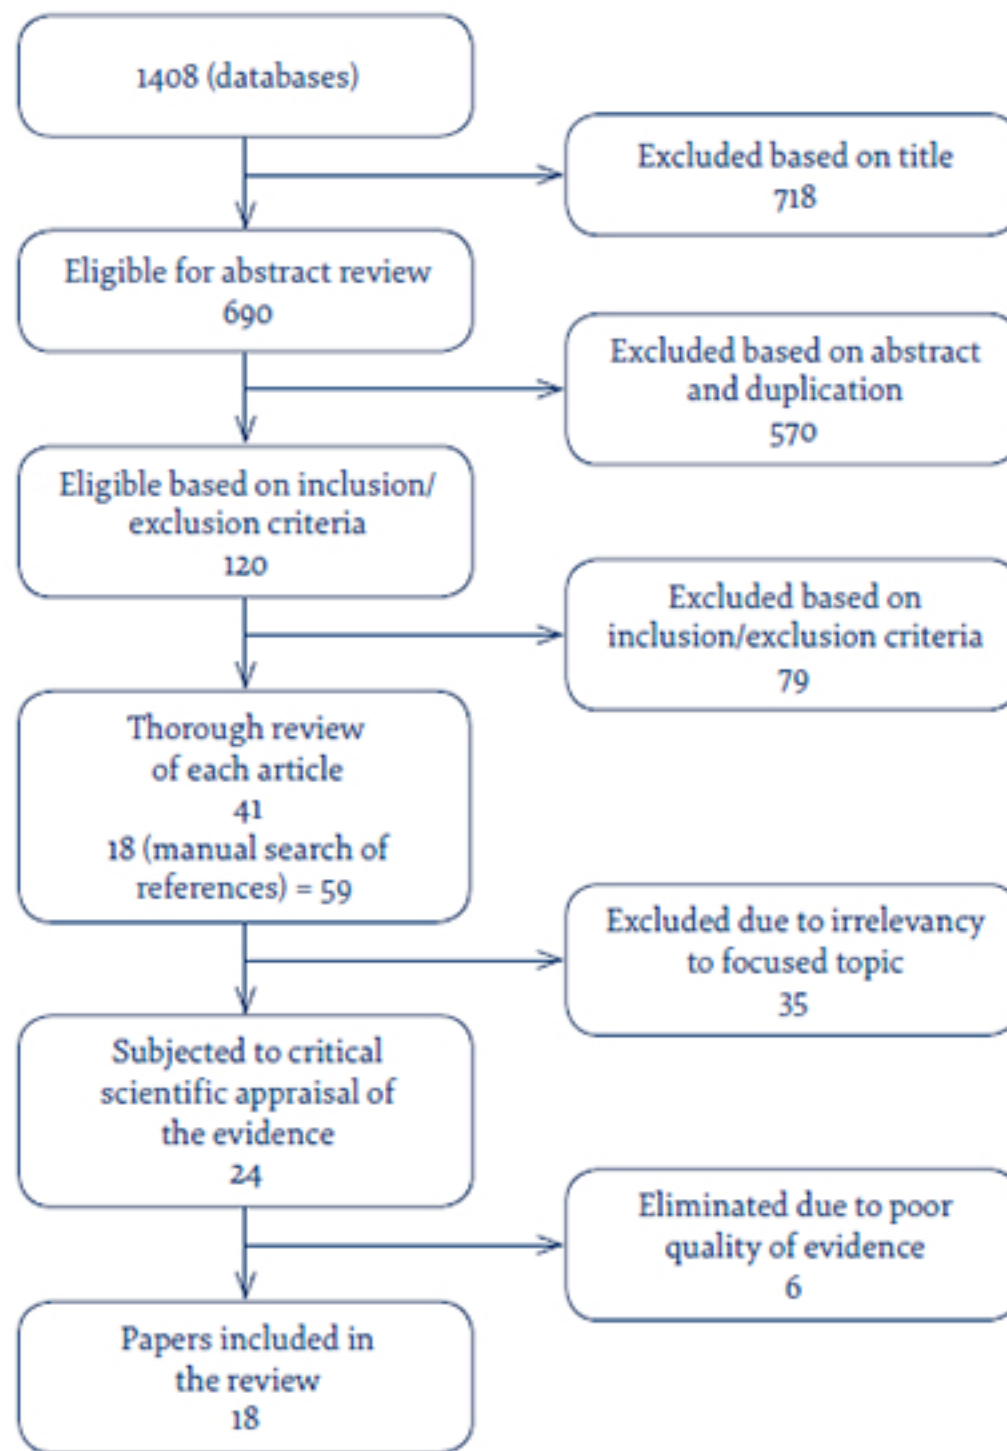 1408 (databases)
Excluded based on title
718
Eligible for abstract review
690
Excluded based on abstract
and duplication
570
Eligible based on inclusion/
exclusion criteria
120
Excluded based on
inclusion/exclusion criteria
79
Thorough review
of each article
41
18 (manual search of
references) = 59
Excluded due to irrelevancy
to focused topic
35
Subjected to critical
scientific appraisal of
the evidence
24
Eliminated due to poor
quality of evidence
6
Papers included in
the review
18